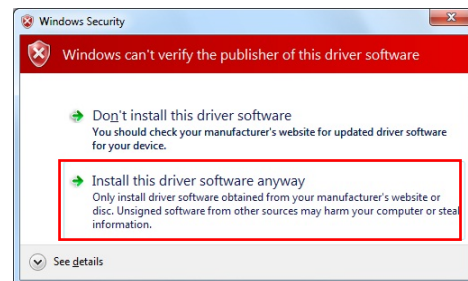 Windows Security
Windows can't verify the publisher of this driver software
Don't install this driver software
You should check your manufacturer's website for updated driver software
for your device.
Install this driver software anyway
Only install driver software obtained from your manufacturer's website or
disc. Unsigned software from other sources may harm your computer or steal
information.
See details